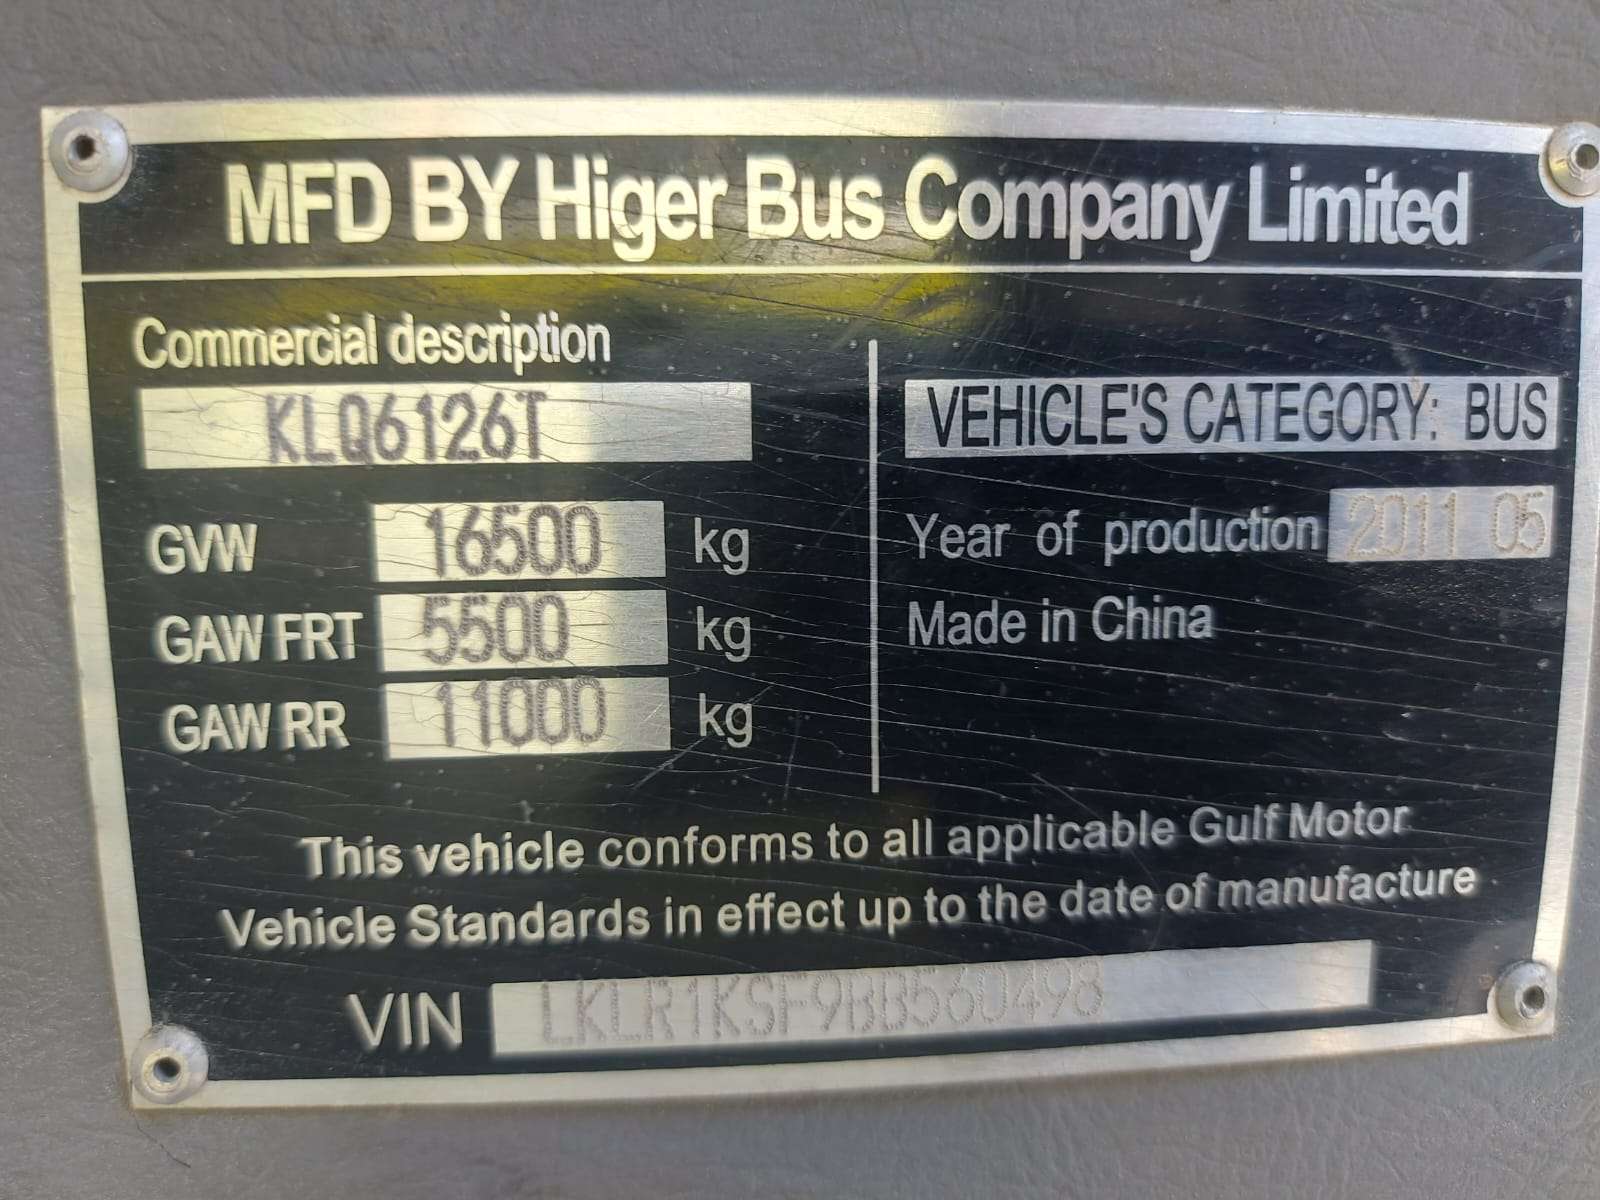 MFD BY Higer Bus Company Limited
Commercial description
KLQ6126T
GVW 16500 kg
GAW FRT 5500 kg
GAW RR 11000 kg
VEHICLE'S CATEGORY: BUS
Year of production 2011 05
Made in China
This vehicle conforms to all applicable Gulf Motor
Vehicle Standards in effect up to the date of manufacture
VIN LKLR1KSF9BB560498